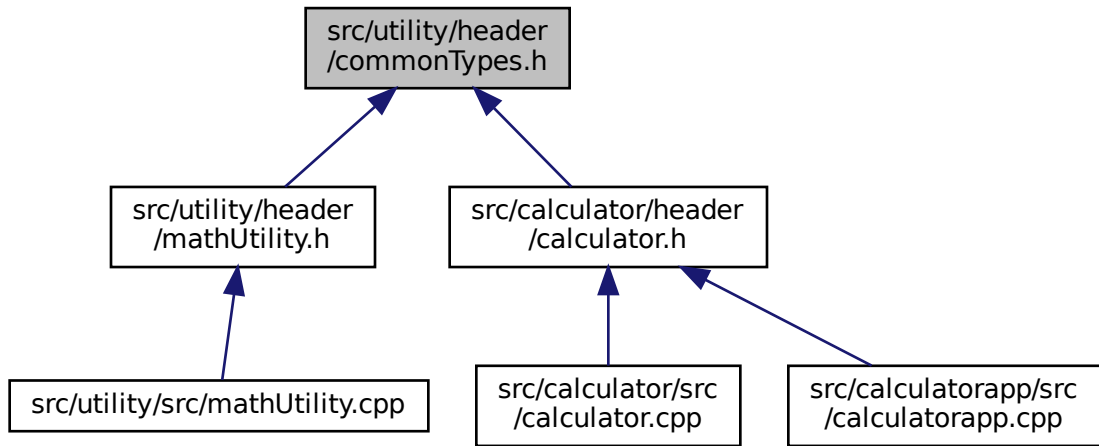 src/utility/header
/commonTypes.h
src/utility/header
/mathUtility.h
src/calculator/header
/calculator.h
src/utility/src/mathUtility.cpp
src/calculator/src
/calculator.cpp
src/calculatorapp/src
/calculatorapp.cpp